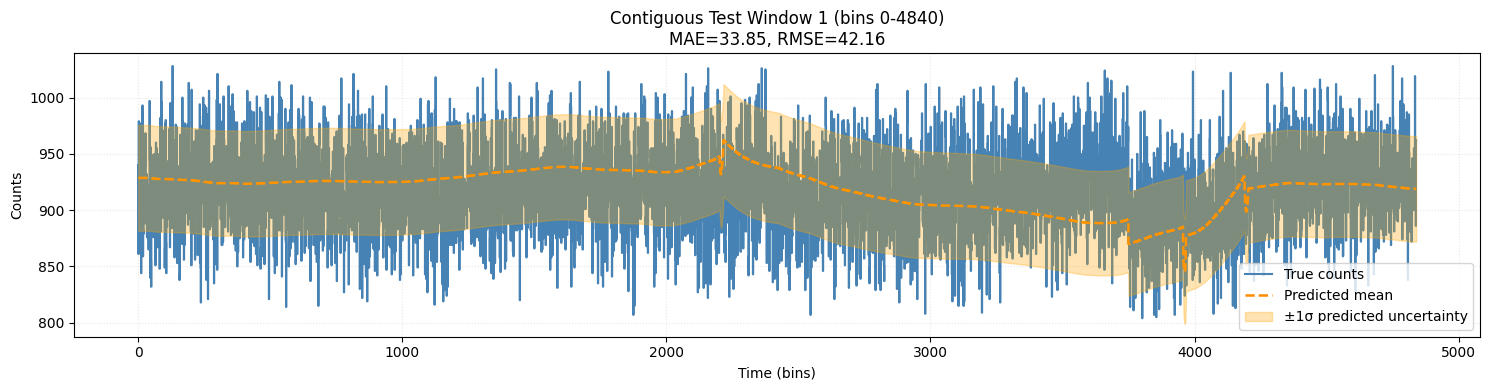 Contiguous Test Window 1 (bins 0-4840)
MAE=33.85, RMSE=42.16
Counts
1000
950
900
850
800
True counts
Predicted mean
±1σ predicted uncertainty
0
1000
2000
3000
4000
5000
Time (bins)